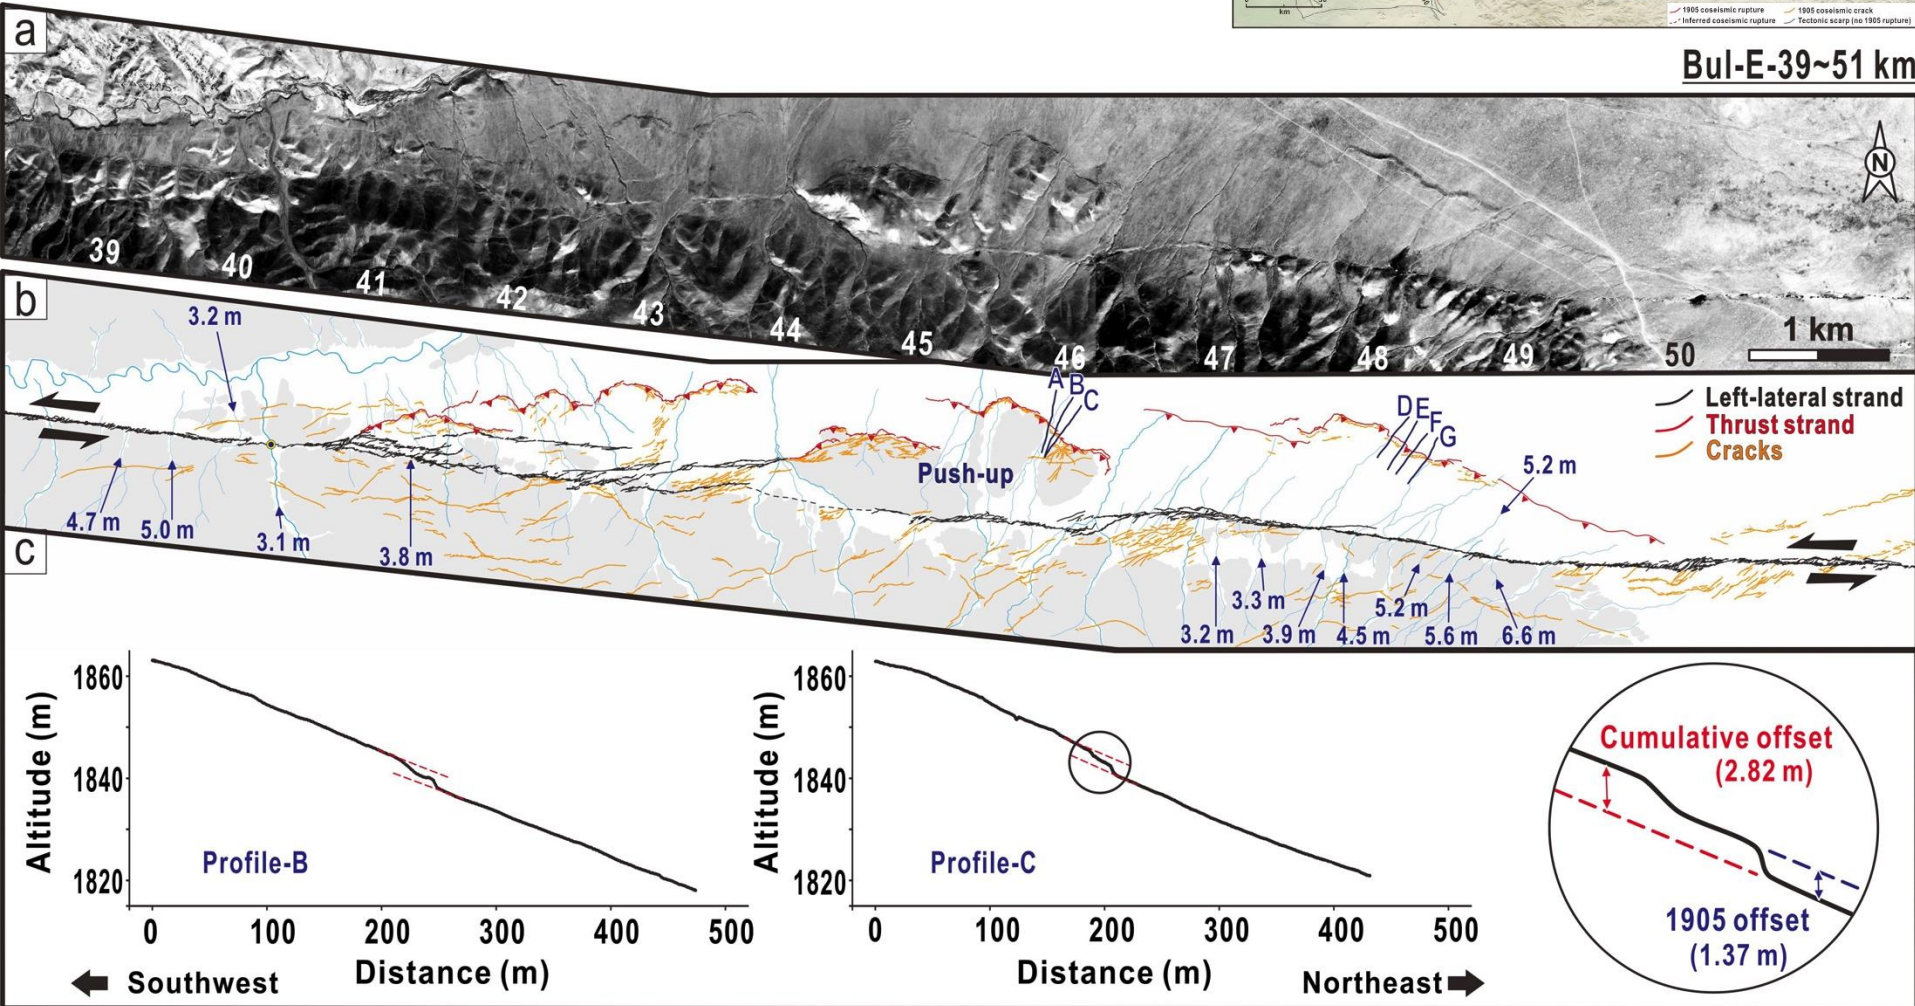 km
1905 coseismic rupture
1905 coseismic crack
Inferred coseismic rupture
Tectonic scarp (no 1905 rupture)
a
Bul-E-39~51 km
N
39
40
41
42
43
44
45
46
47
48
49
50
1 km
b
3.2 m
A
B
C
D
E
F
G
Left-lateral strand
Thrust strand
Cracks
Push-up
5.2 m
4.7 m
5.0 m
3.1 m
3.8 m
3.2 m
3.3 m
3.9 m
4.5 m
5.2 m
5.6 m
6.6 m
c
Altitude (m)
1860
1840
1820
Profile-B
0
100
200
300
400
500
Distance (m)
Southwest
Altitude (m)
1860
1840
1820
Profile-C
0
100
200
300
400
500
Distance (m)
Northeast
Cumulative offset
(2.82 m)
1905 offset
(1.37 m)